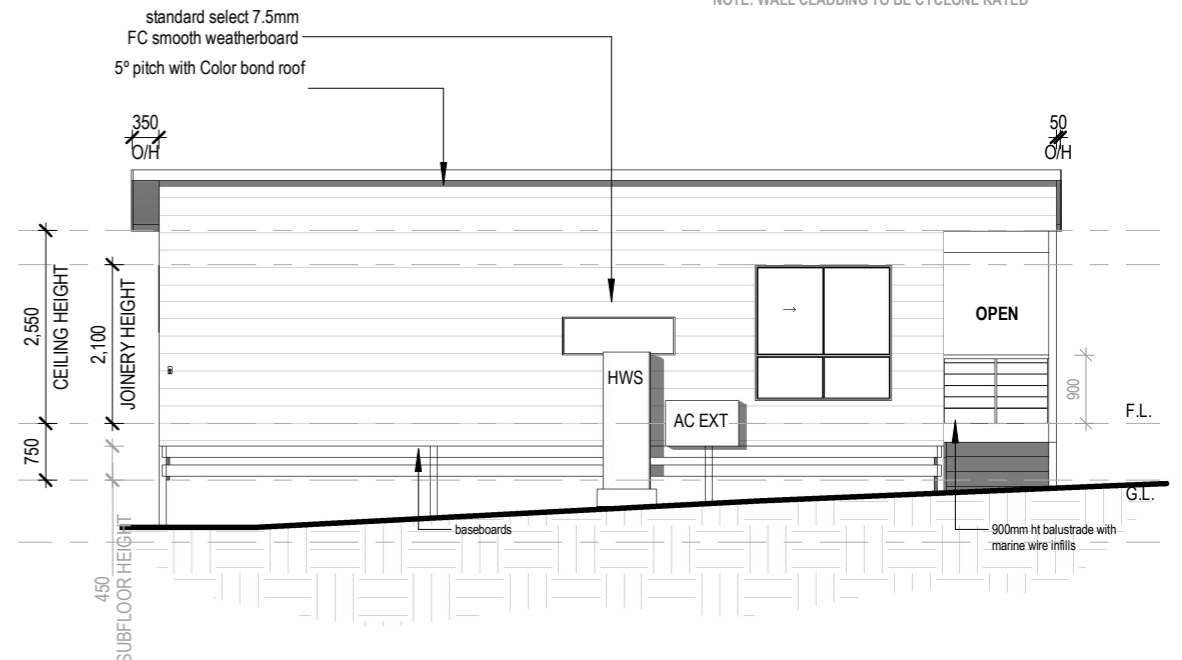 NOTE: WALL CLADDING TO BE CYCLONE RATED
standard select 7.5mm
FC smooth weatherboard
5º pitch with Color bond roof
350
O/H
50
O/H
2,550
CEILING HEIGHT
2,100
JOINERY HEIGHT
OPEN
HWS
AC EXT
900
F.L.
750
G.L.
baseboards
900mm ht balustrade with
marine wire infills
450
SUBFLOOR HEIGHT